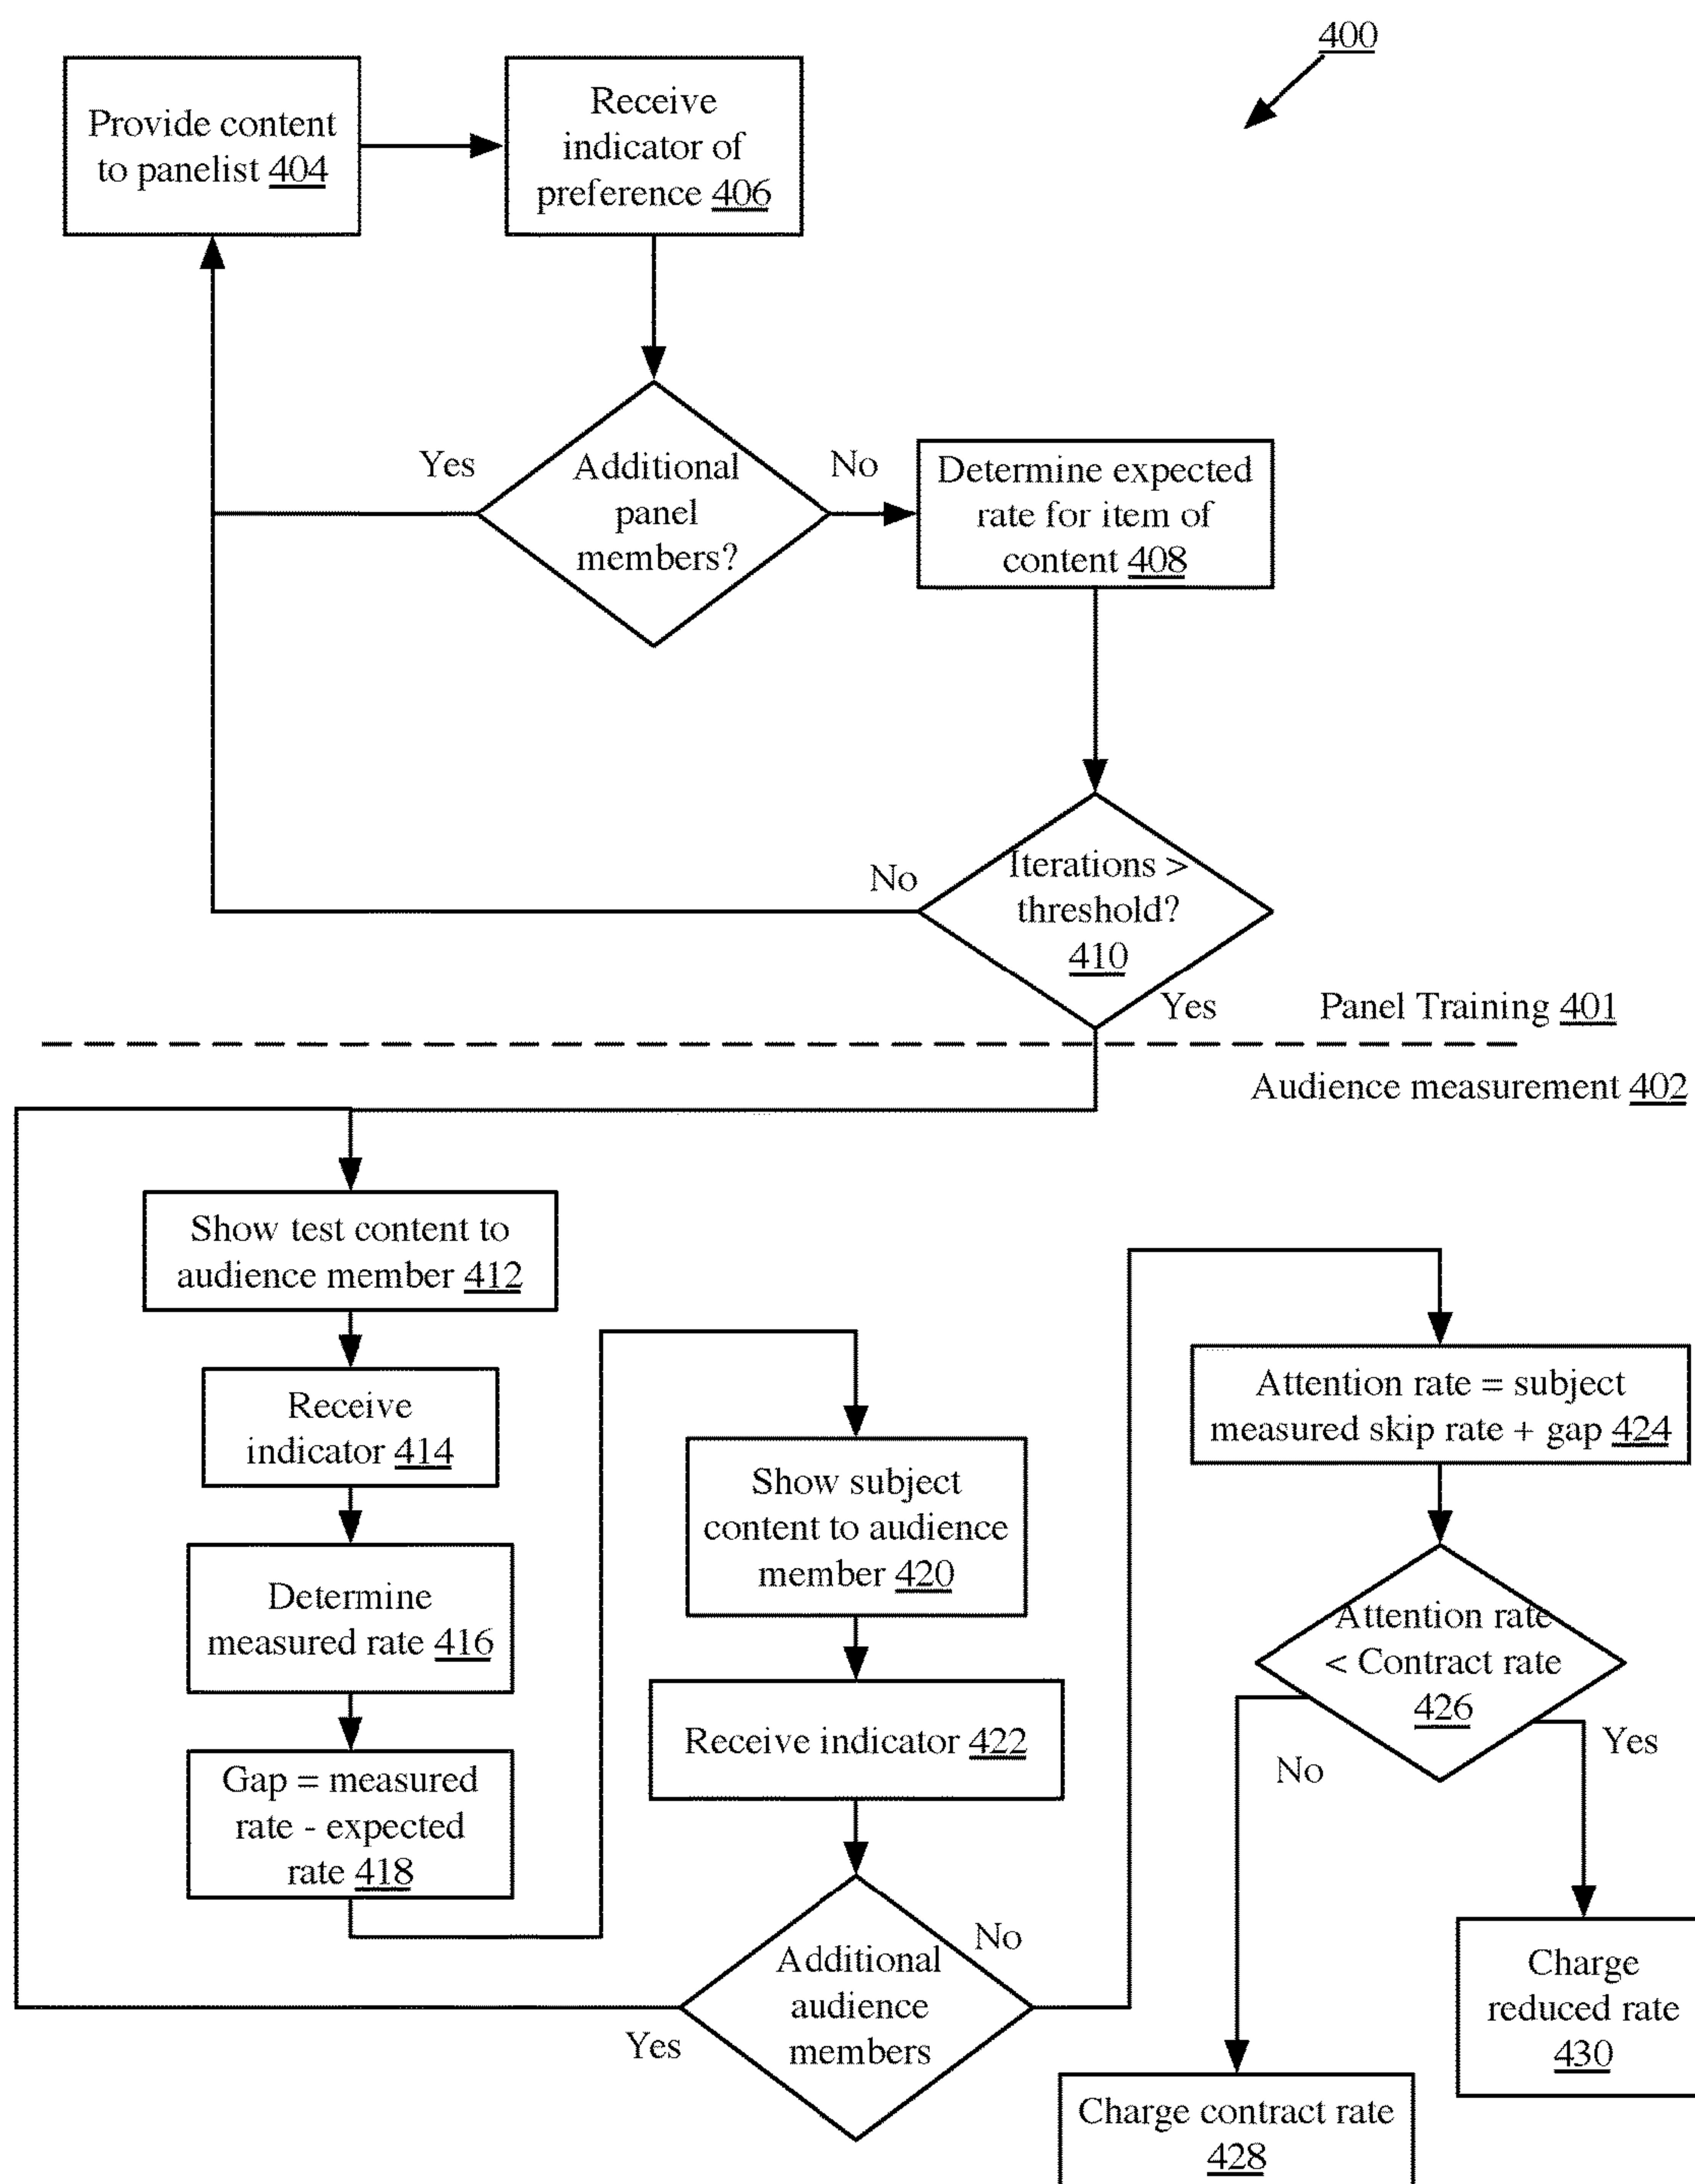 400
Provide content
to panelist 404
Receive
indicator of
preference 406
Yes
Additional
panel
members?
No
Determine expected
rate for item of
content 408
No
Iterations >
threshold?
410
Yes
Panel Training 401
Audience measurement 402
Show test content to
audience member 412
Receive
indicator 414
Determine
measured rate 416
Gap = measured
rate - expected
rate 418
Show subject
content to audience
member 420
Receive indicator 422
Additional
audience
members
Yes
No
Attention rate = subject
measured skip rate + gap 424
Attention rate
< Contract rate
426
No
Yes
Charge contract rate
428
Charge
reduced rate
430